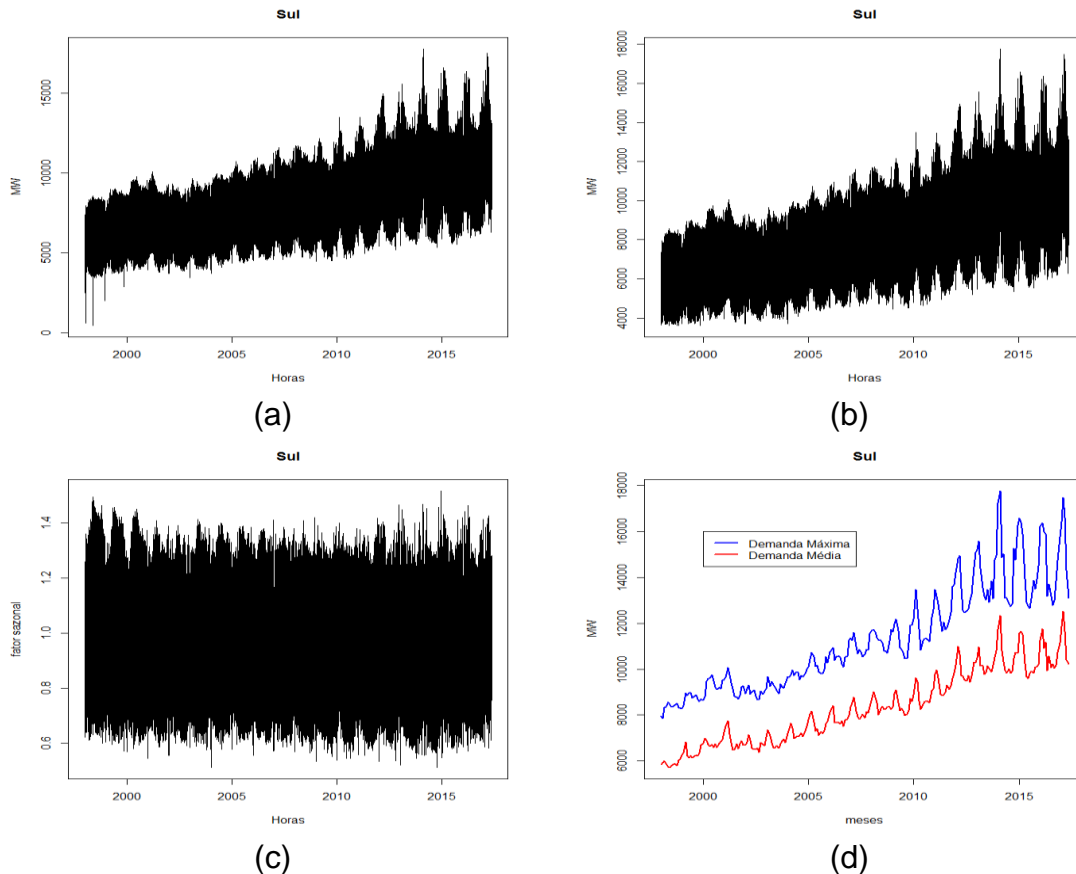 Sul
MW
15000
10000
5000
0
2000 2005 2010 2015
Horas
(a)
Sul
MW
18000
16000
14000
12000
10000
8000
6000
4000
2000 2005 2010 2015
Horas
(b)
Sul
fator sazonal
1.4
1.2
1.0
0.8
0.6
2000 2005 2010 2015
Horas
(c)
Sul
MW
18000
16000
14000
12000
10000
8000
6000
Demanda Máxima
Demanda Média
2000 2005 2010 2015
meses
(d)